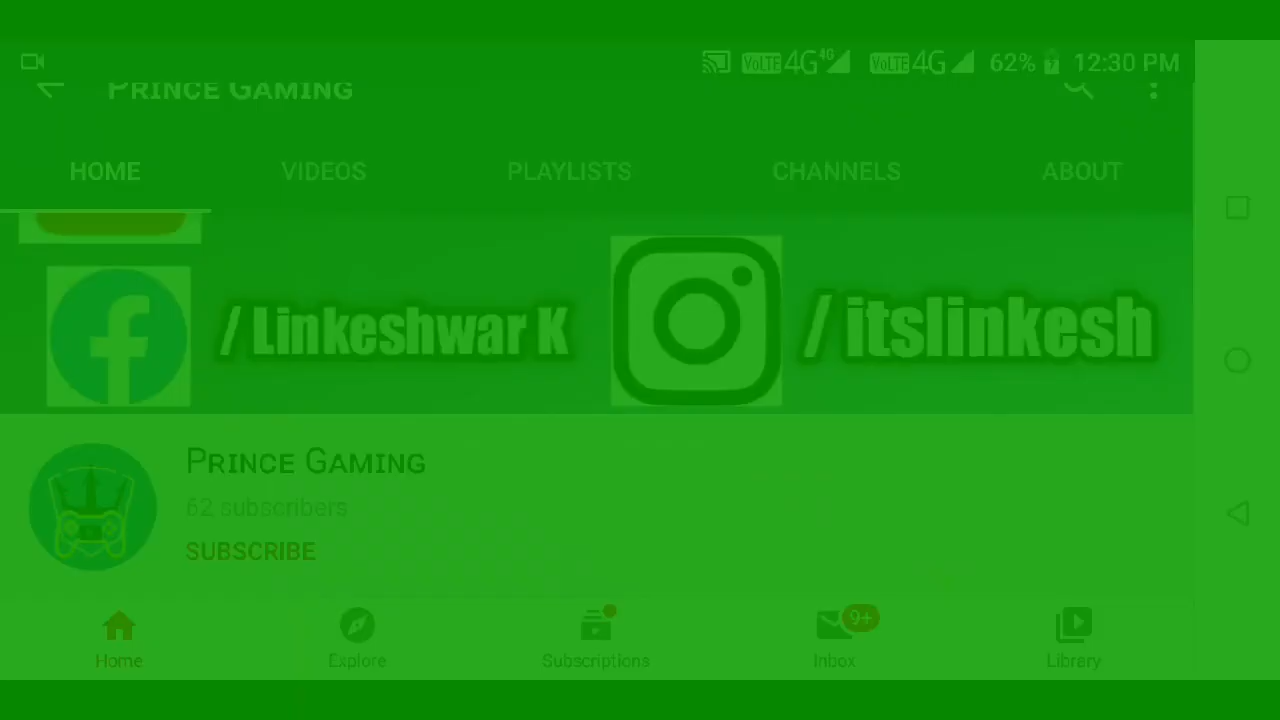 VoLTE 4G 4G VoLTE 4G 62% 12:30 PM
PRINCE GAMING
HOME VIDEOS PLAYLISTS CHANNELS ABOUT
/ Linkeshwar K / itslinkesh
PRINCE GAMING
62 subscribers
SUBSCRIBE
9+
Home Explore Subscriptions Inbox Library